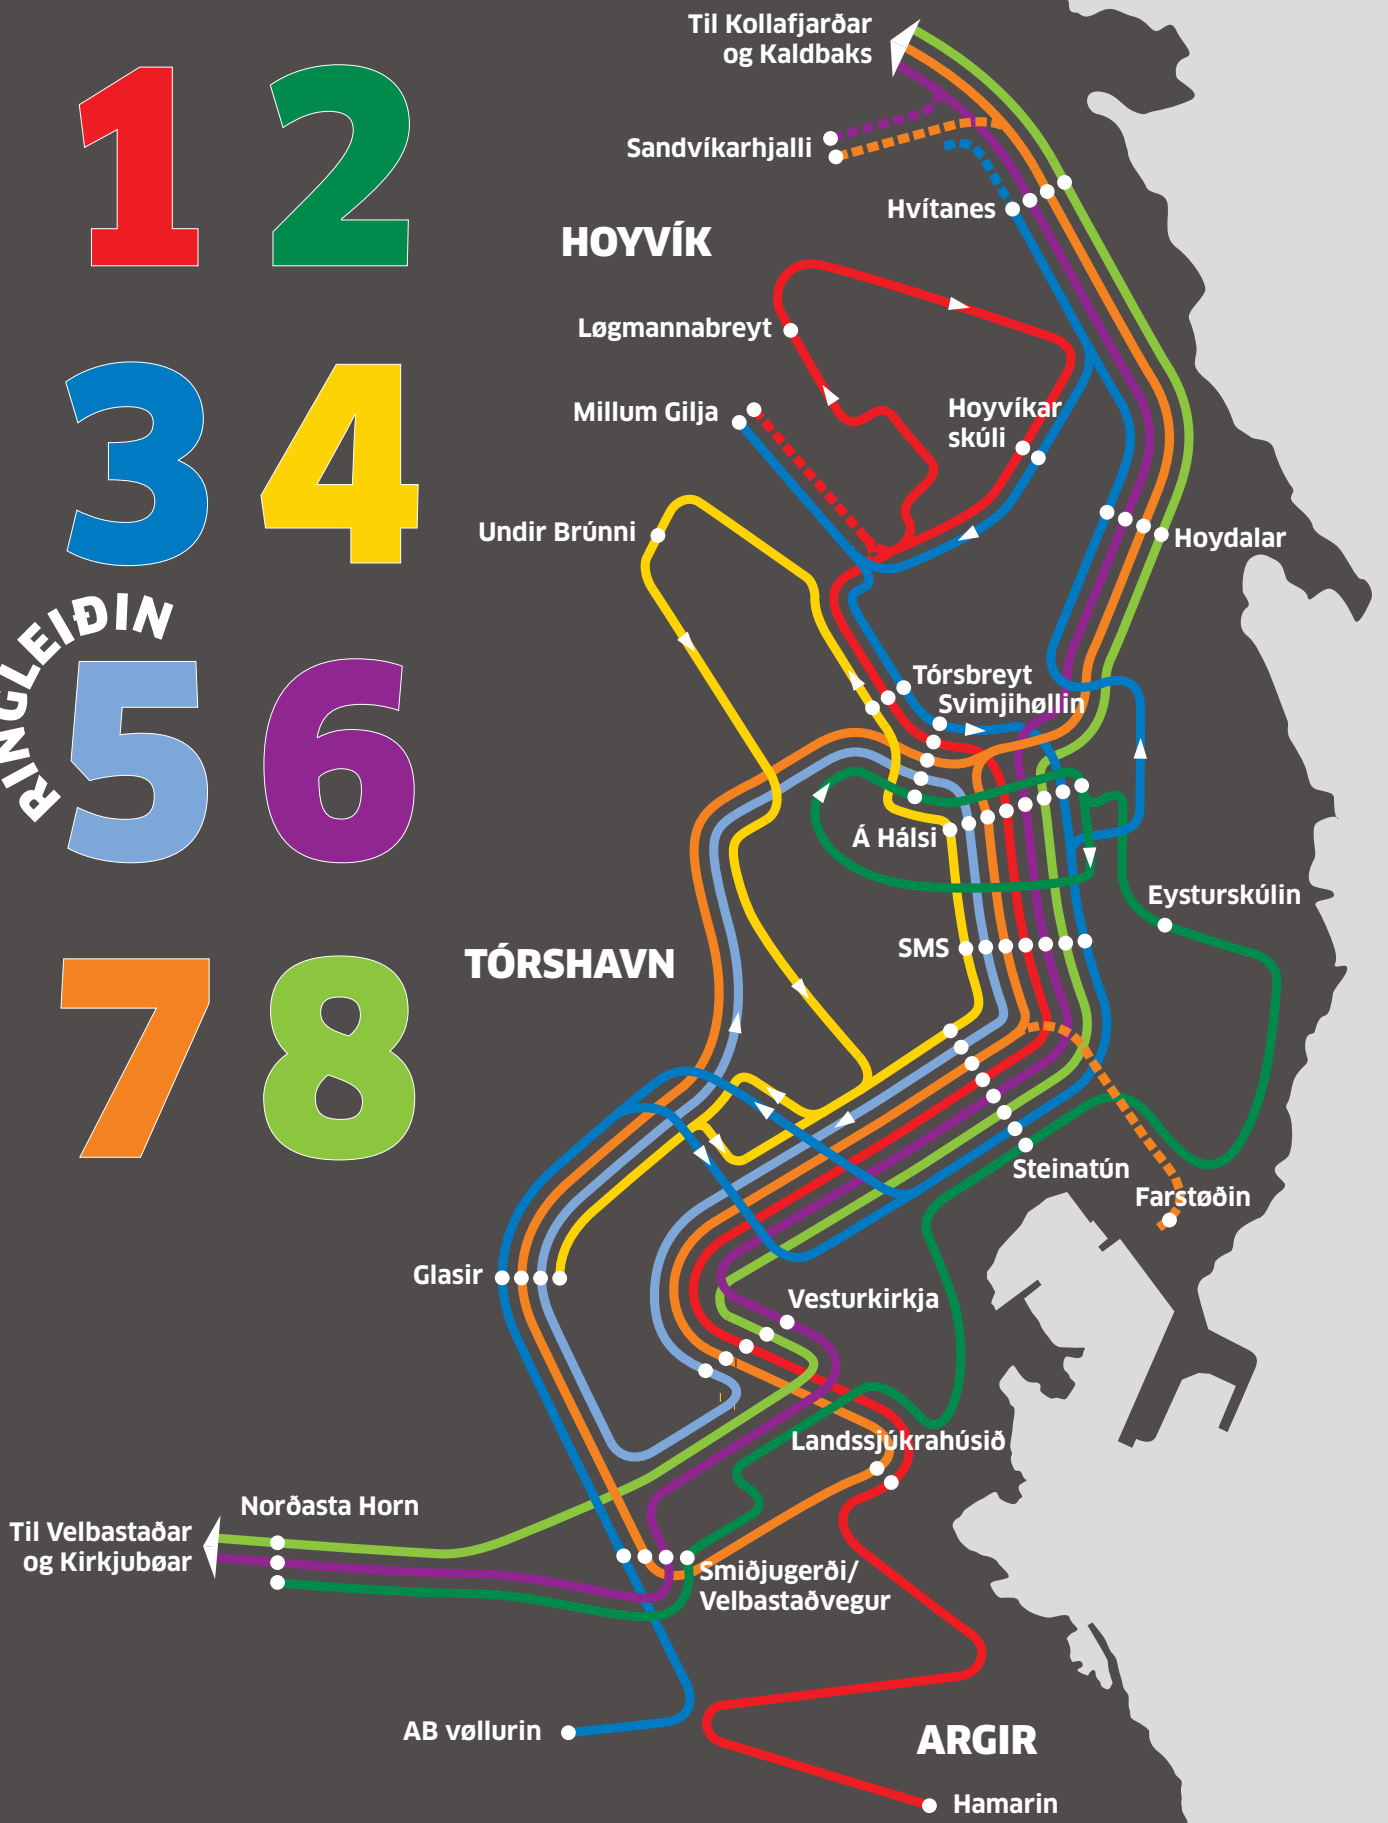 Til Kollafjarðar
og Kaldbaks
1 2
Sandvíkarhjalli
Hvítanes
HOYVÍK
Løgmannabreyt
3 4
Millum Gilja
Hoyvíkar
skúli
Undir Brúnni
Hoydalar
RINGLEIÐIN
5 6
Tórsbreyt
Svimjihøllin
Á Hálsi
Eysturskúlin
SMS
TÓRSHAVN
7 8
Steinatún
Farstøðin
Glasir
Vesturkirkja
Landssjúkrahúsið
Norðasta Horn
Til Velbastaðar
og Kirkjubøar
Smiðjugerði/
Velbastaðvegur
AB vøllurin
ARGIR
Hamarin